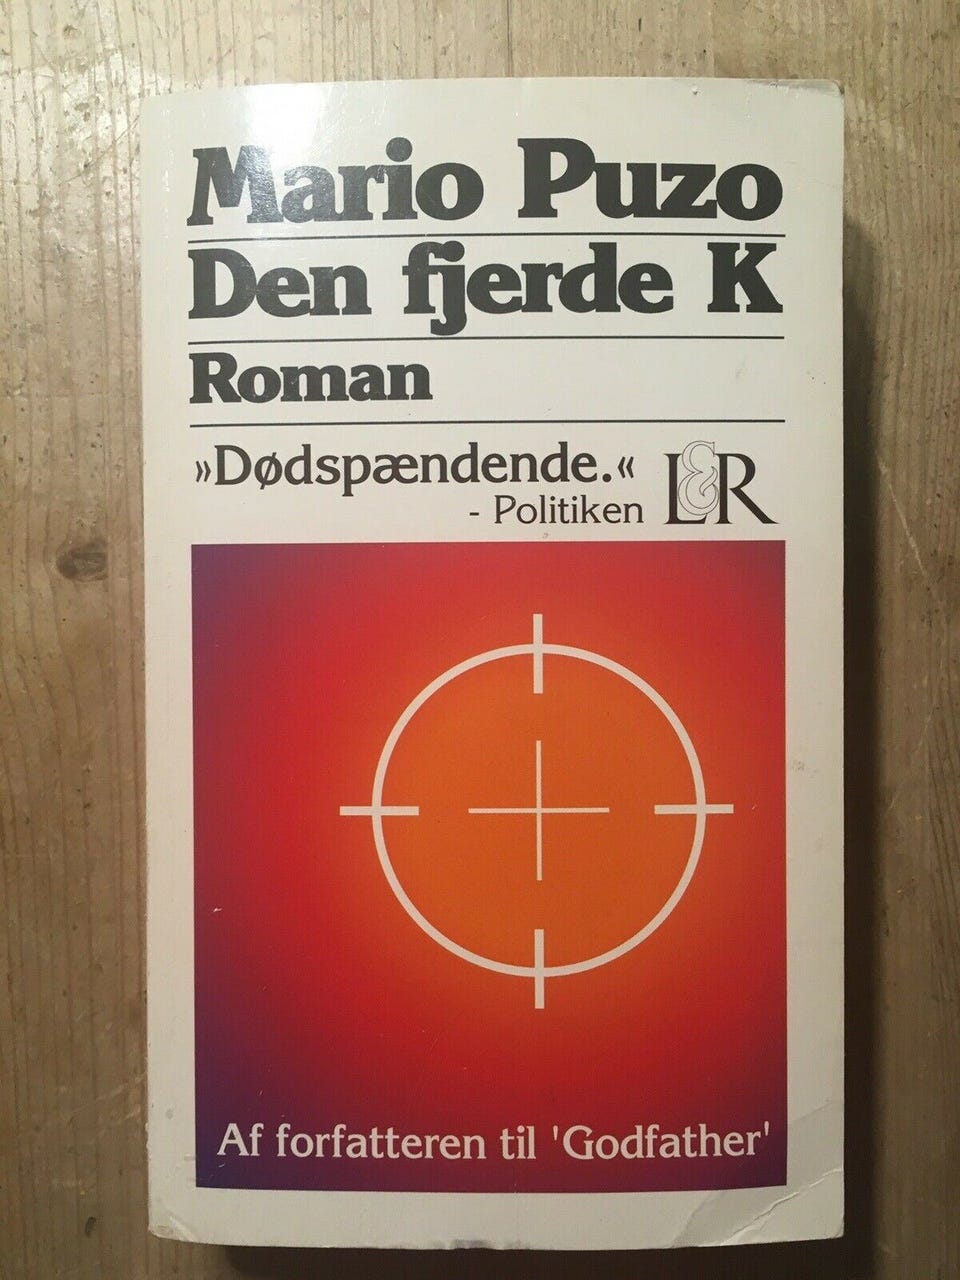 Mario Puzo
Den fjerde K
Roman
»Dødspændende.«
- Politiken
L&R
Af forfatteren til 'Godfather'